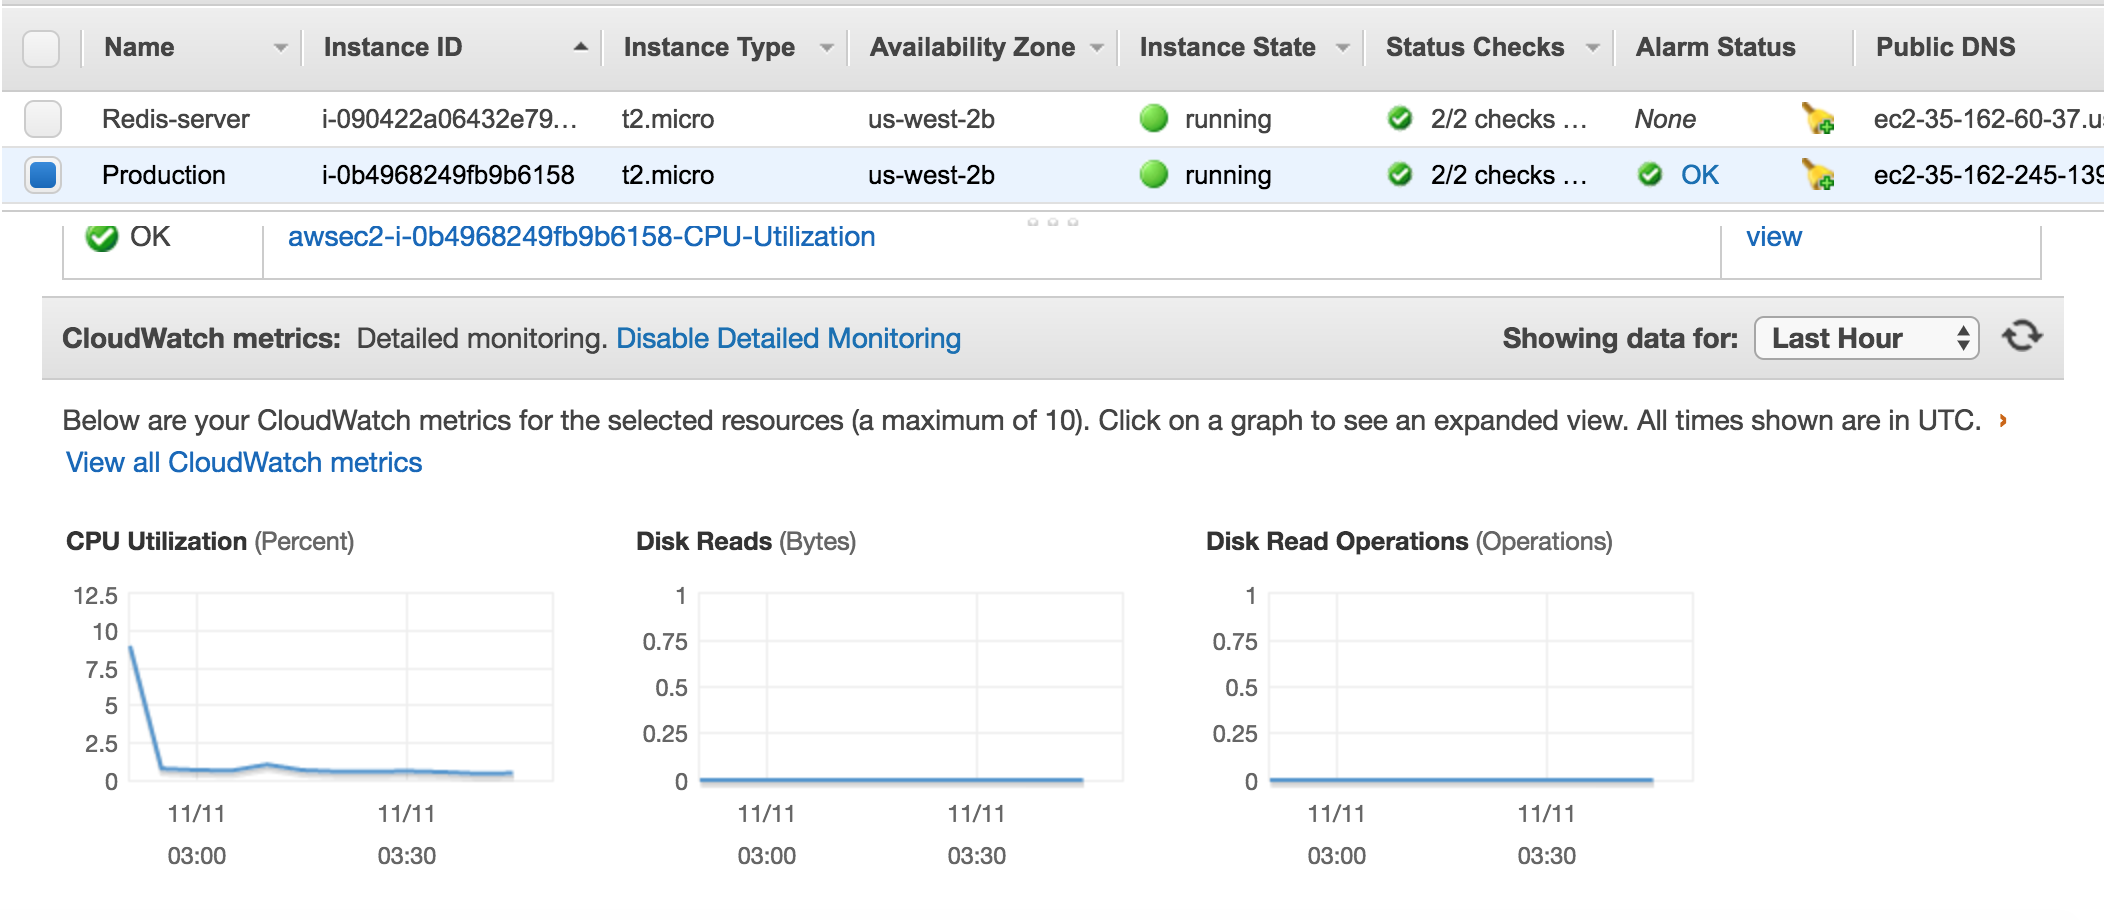 Name Instance ID Instance Type Availability Zone Instance State Status Checks Alarm Status Public DNS
Redis-server i-090422a06432e79... t2.micro us-west-2b running 2/2 checks ... None ec2-35-162-60-37.us
Production i-0b4968249fb9b6158 t2.micro us-west-2b running 2/2 checks ... OK ec2-35-162-245-139
OK awsec2-i-0b4968249fb9b6158-CPU-Utilization view
CloudWatch metrics: Detailed monitoring. Disable Detailed Monitoring Showing data for: Last Hour
Below are your CloudWatch metrics for the selected resources (a maximum of 10). Click on a graph to see an expanded view. All times shown are in UTC.
View all CloudWatch metrics
CPU Utilization (Percent)
12.5
10
7.5
5
2.5
0
11/11 11/11
03:00 03:30
Disk Reads (Bytes)
1
0.75
0.5
0.25
0
11/11 11/11
03:00 03:30
Disk Read Operations (Operations)
1
0.75
0.5
0.25
0
11/11 11/11
03:00 03:30